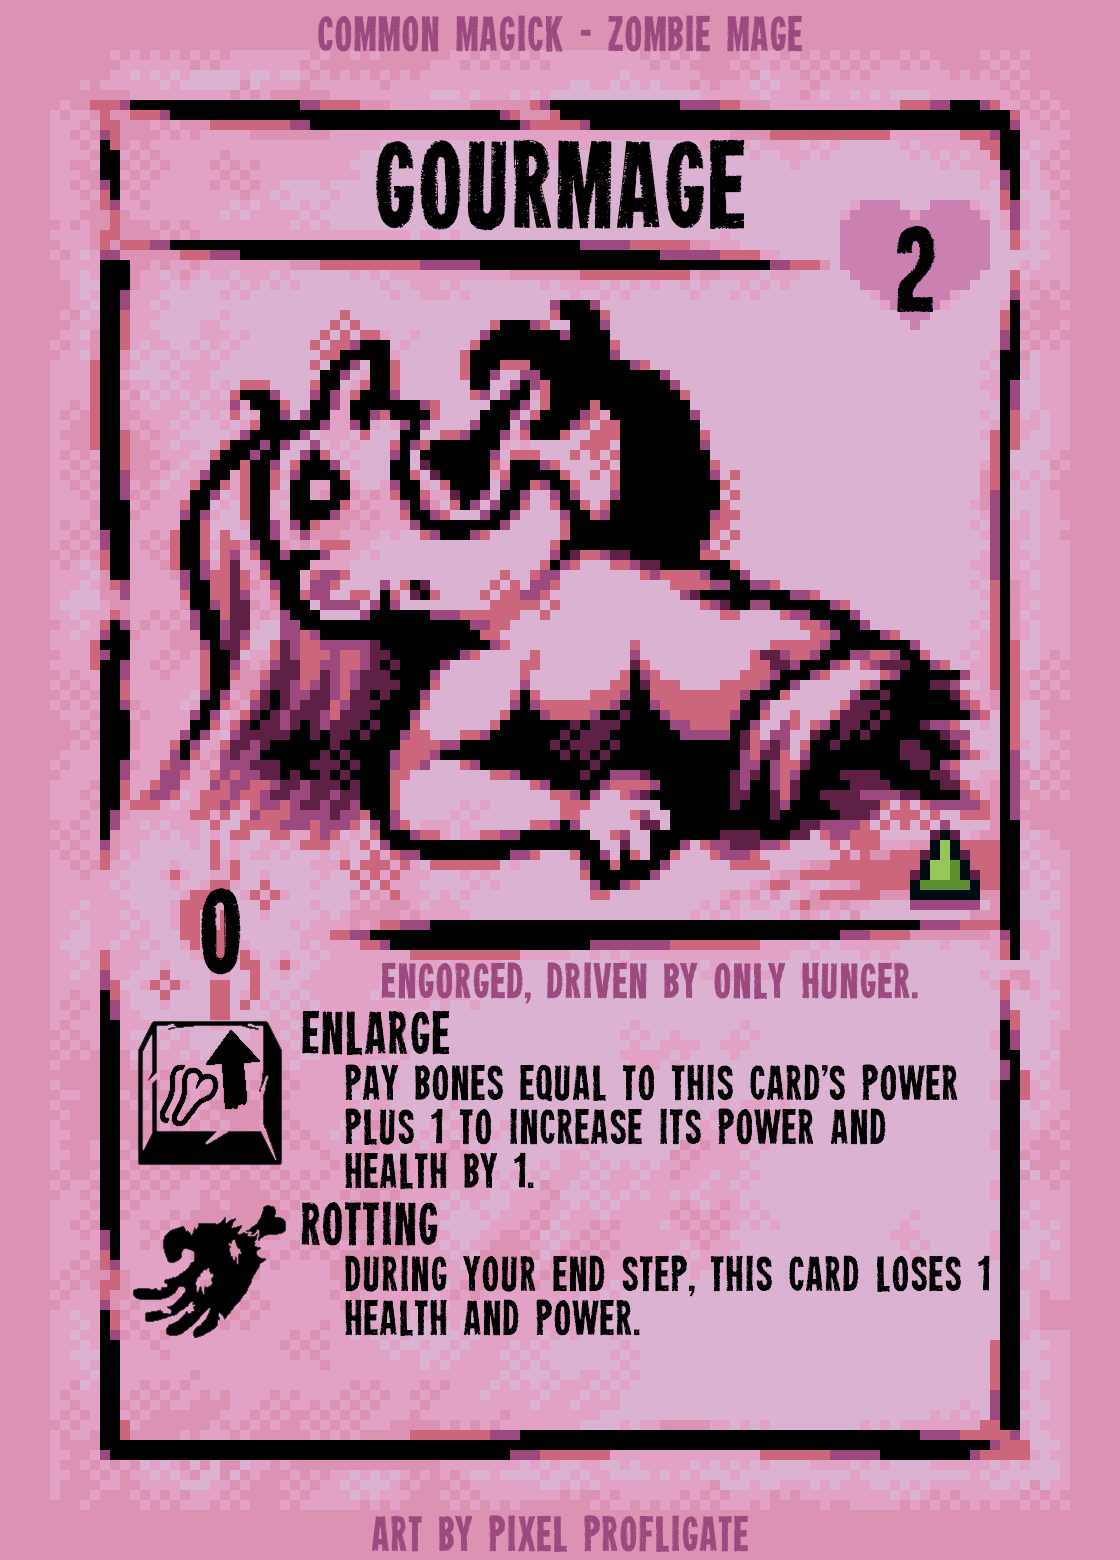 COMMON MAGICK - ZOMBIE MAGE
GOURMAGE
2
0
ENGORGED, DRIVEN BY ONLY HUNGER.
ENLARGE
PAY BONES EQUAL TO THIS CARD'S POWER
PLUS 1 TO INCREASE ITS POWER AND
HEALTH BY 1.
ROTTING
DURING YOUR END STEP, THIS CARD LOSES 1
HEALTH AND POWER.
ART BY PIXEL PROFLIGATE